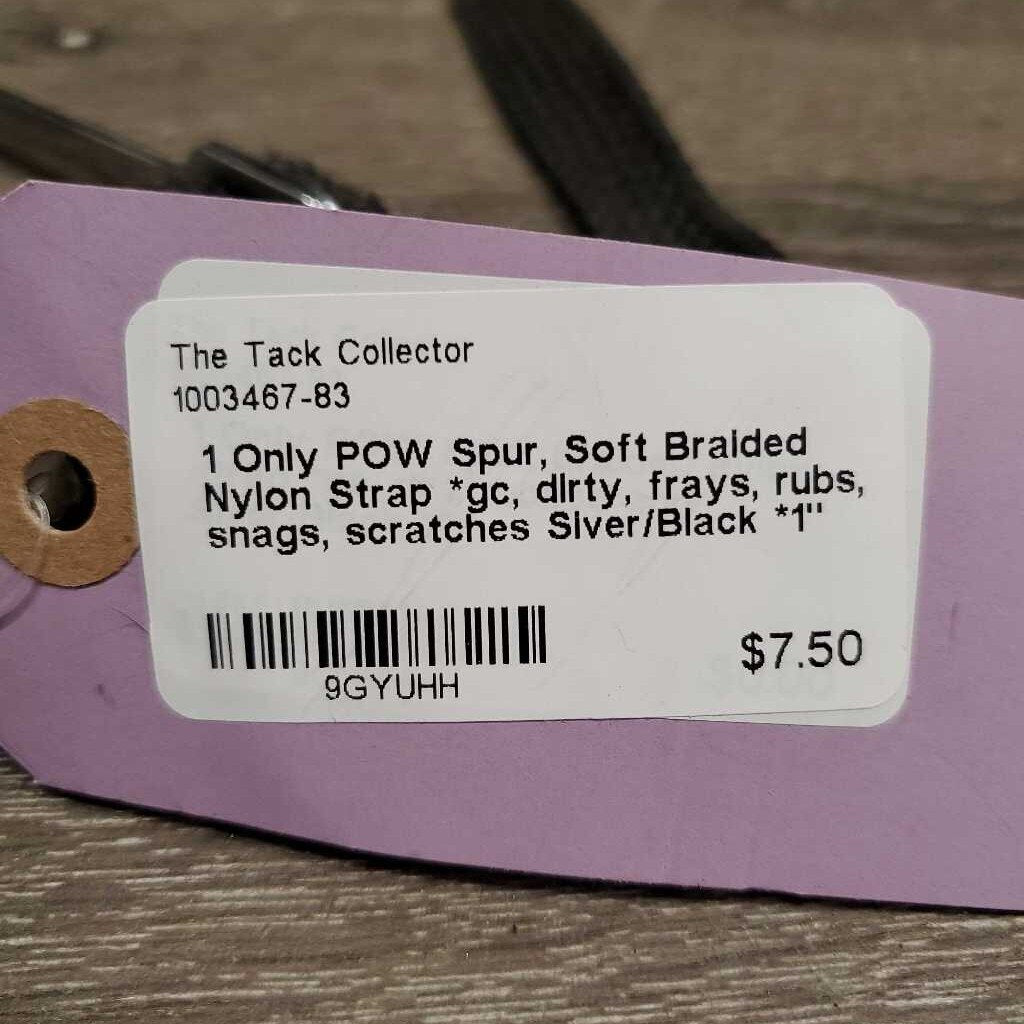 The Tack Collector
1003467-83
1 Only POW Spur, Soft Braided
Nylon Strap *gc, dirty, frays, rubs,
snags, scratches Slver/Black *1"
9GYUHH
$7.50